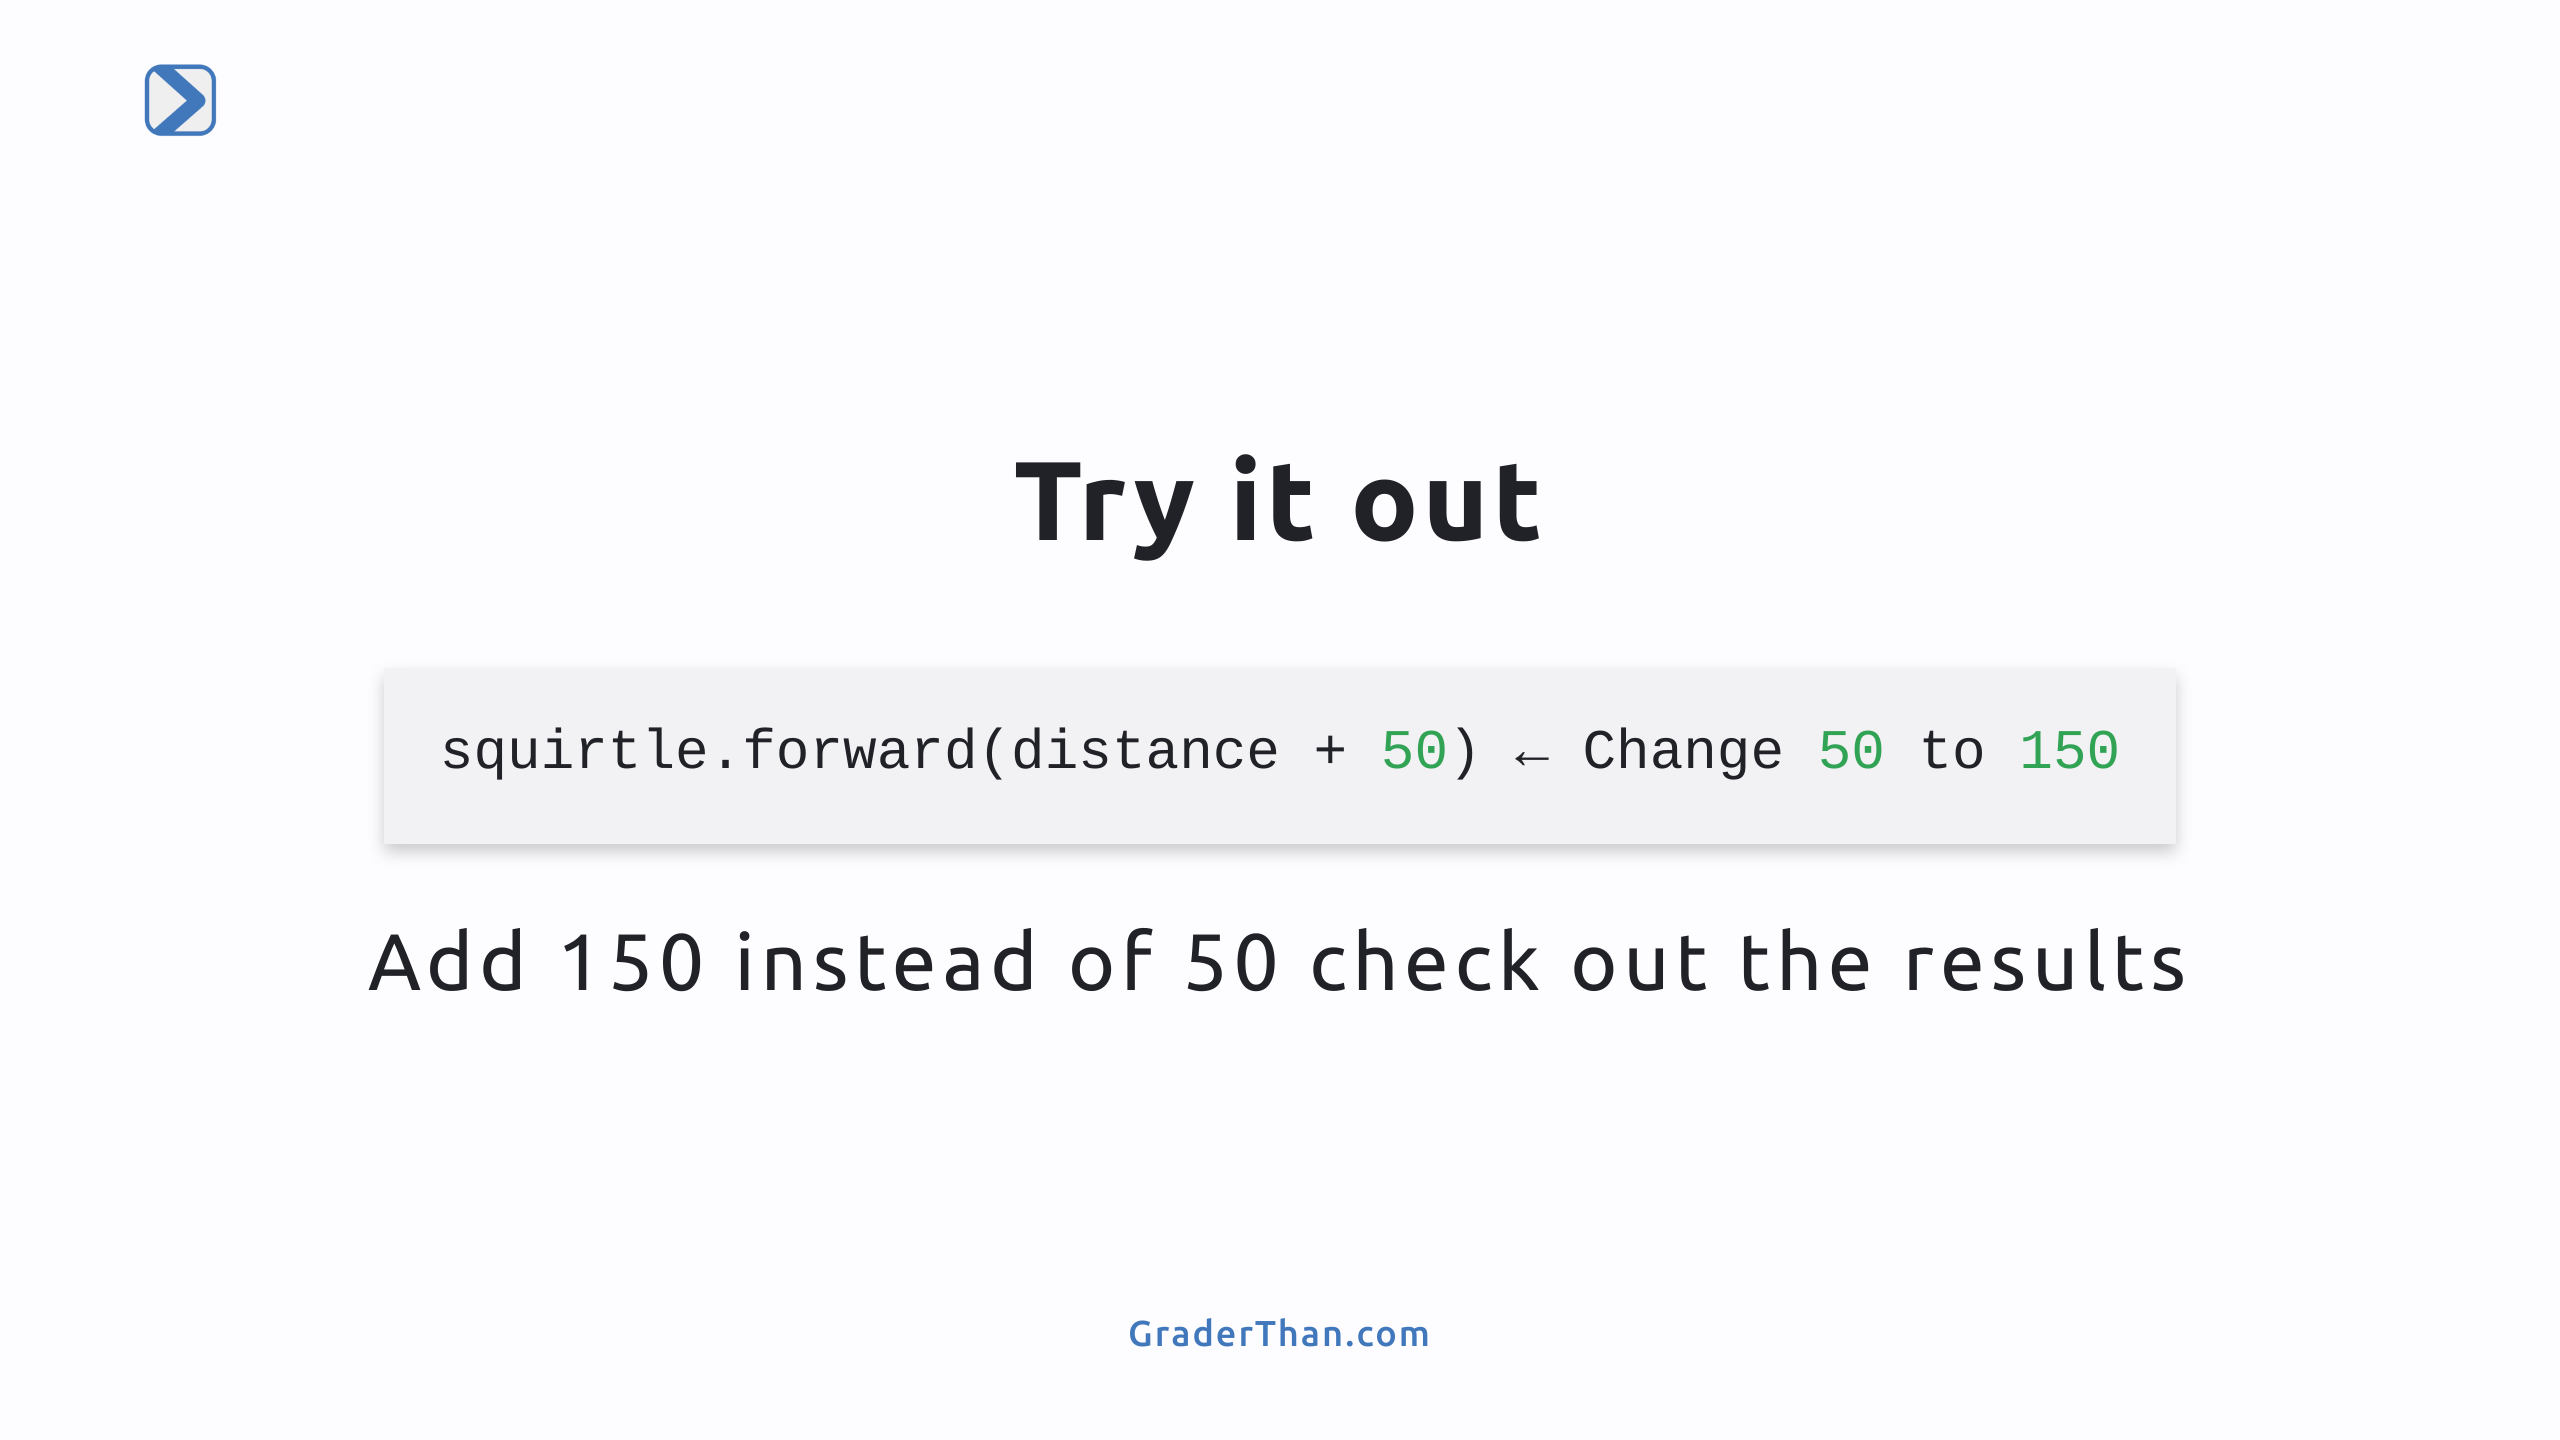 Try it out
squirtle.forward(distance + 50) ← Change 50 to 150
Add 150 instead of 50 check out the results
GraderThan.com